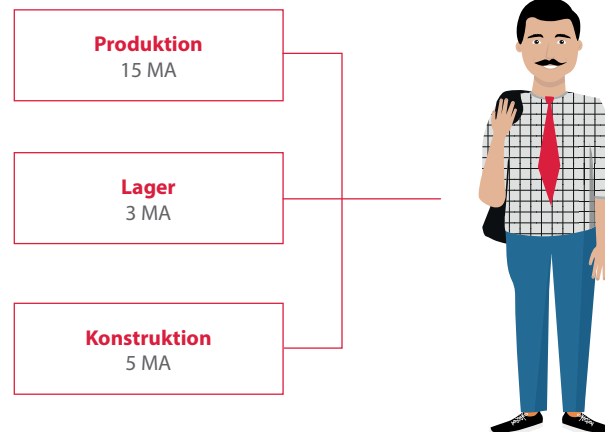 Produktion
15 MA
Lager
3 MA
Konstruktion
5 MA